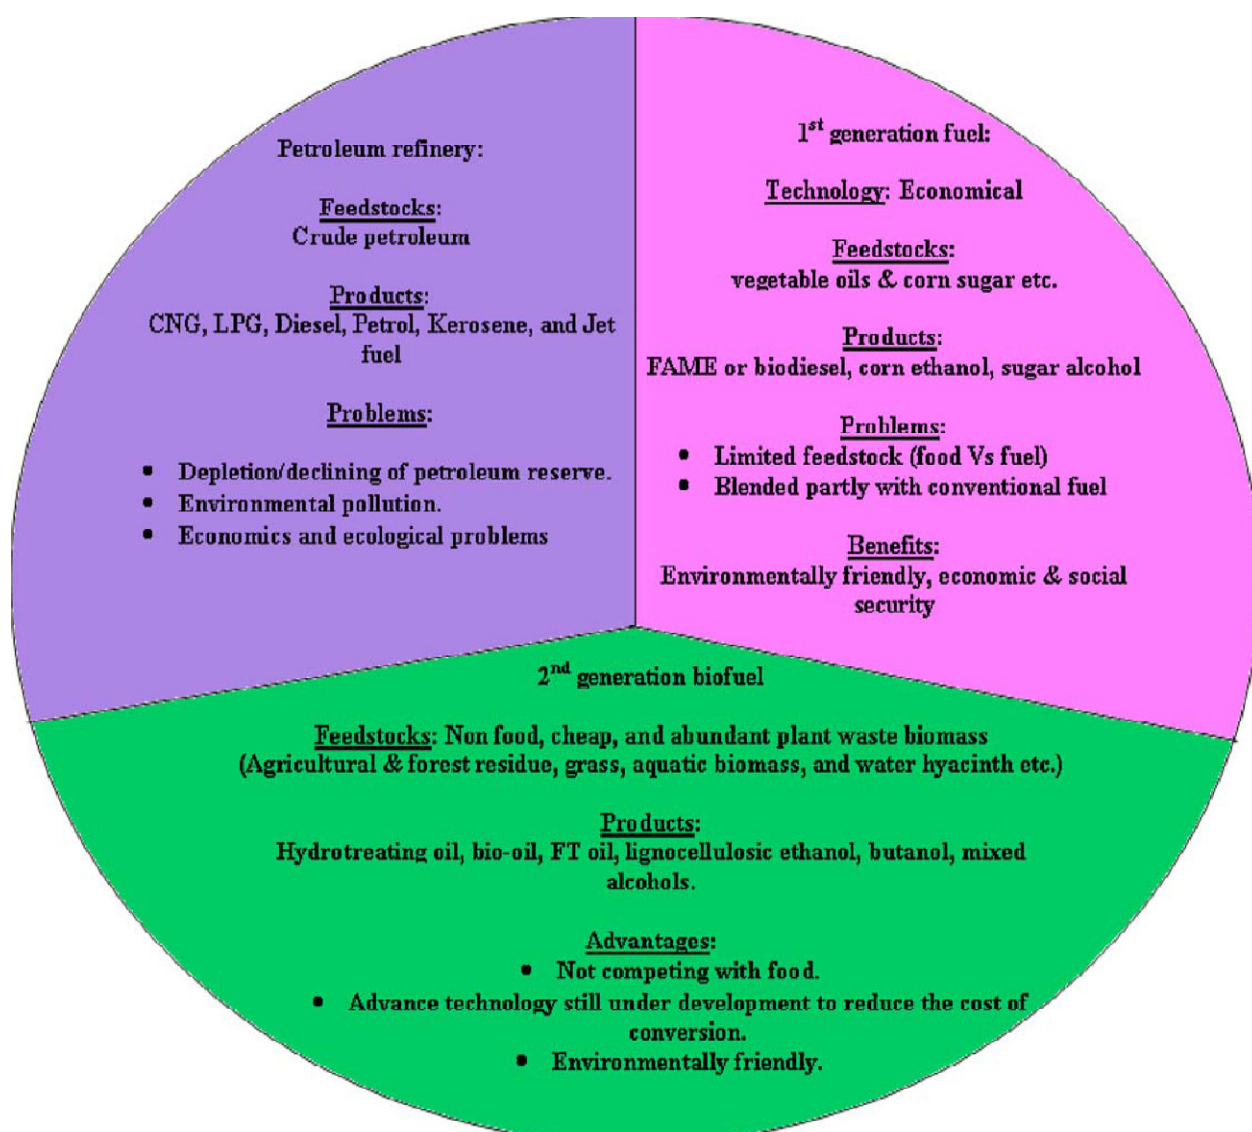 Petroleum refinery:
Feedstocks:
Crude petroleum
Products:
CNG, LPG, Diesel, Petrol, Kerosene, and Jet
fuel
Problems:
• Depletion/declining of petroleum reserve.
• Environmental pollution.
• Economics and ecological problems
1st generation fuel:
Technology: Economical
Feedstocks:
vegetable oils & corn sugar etc.
Products:
FAME or biodiesel, corn ethanol, sugar alcohol
Problems:
• Limited feedstock (food Vs fuel)
• Blended partly with conventional fuel
Benefits:
Environmentally friendly, economic & social
security
2nd generation biofuel
Feedstocks: Non food, cheap, and abundant plant waste biomass
(Agricultural & forest residue, grass, aquatic biomass, and water hyacinth etc.)
Products:
Hydrotreating oil, bio-oil, FT oil, lignocellulosic ethanol, butanol, mixed
alcohols.
Advantages:
• Not competing with food.
• Advance technology still under development to reduce the cost of
conversion.
• Environmentally friendly.